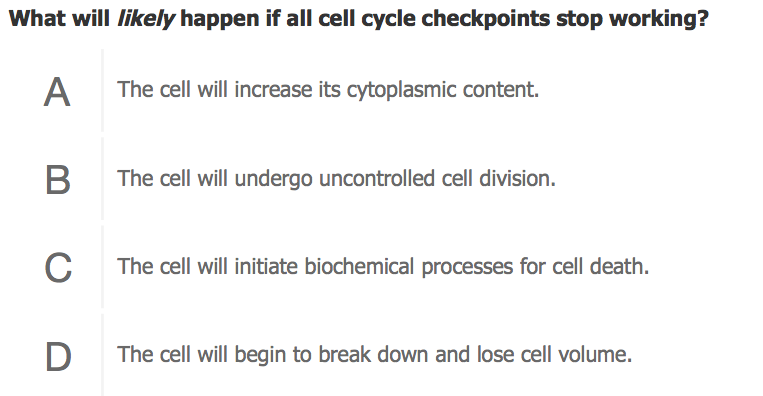 What will likely happen if all cell cycle checkpoints stop working?
A The cell will increase its cytoplasmic content.
B The cell will undergo uncontrolled cell division.
C The cell will initiate biochemical processes for cell death.
D The cell will begin to break down and lose cell volume.